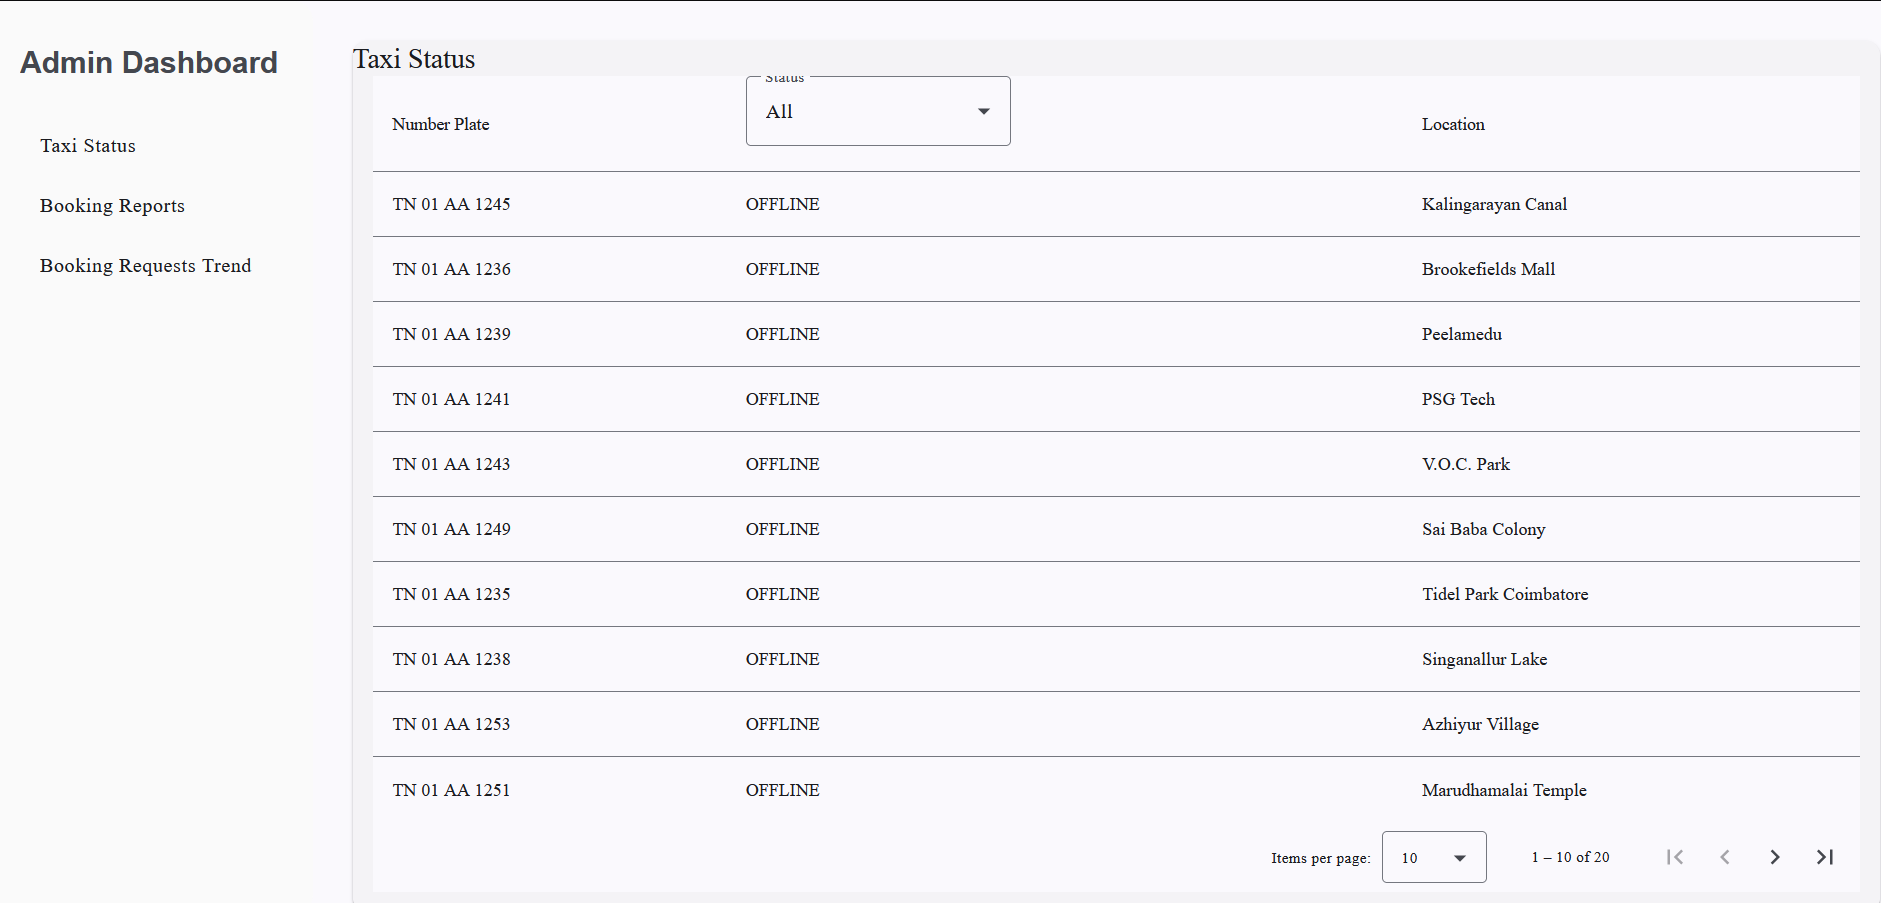 Admin Dashboard
Taxi Status
Booking Reports
Booking Requests Trend
Taxi Status
Number Plate
Status
All
Location
TN 01 AA 1245 OFFLINE Kalingarayan Canal
TN 01 AA 1236 OFFLINE Brookefields Mall
TN 01 AA 1239 OFFLINE Peelamedu
TN 01 AA 1241 OFFLINE PSG Tech
TN 01 AA 1243 OFFLINE V.O.C. Park
TN 01 AA 1249 OFFLINE Sai Baba Colony
TN 01 AA 1235 OFFLINE Tidel Park Coimbatore
TN 01 AA 1238 OFFLINE Singanallur Lake
TN 01 AA 1253 OFFLINE Azhiyur Village
TN 01 AA 1251 OFFLINE Marudhamalai Temple
Items per page: 10 1 – 10 of 20